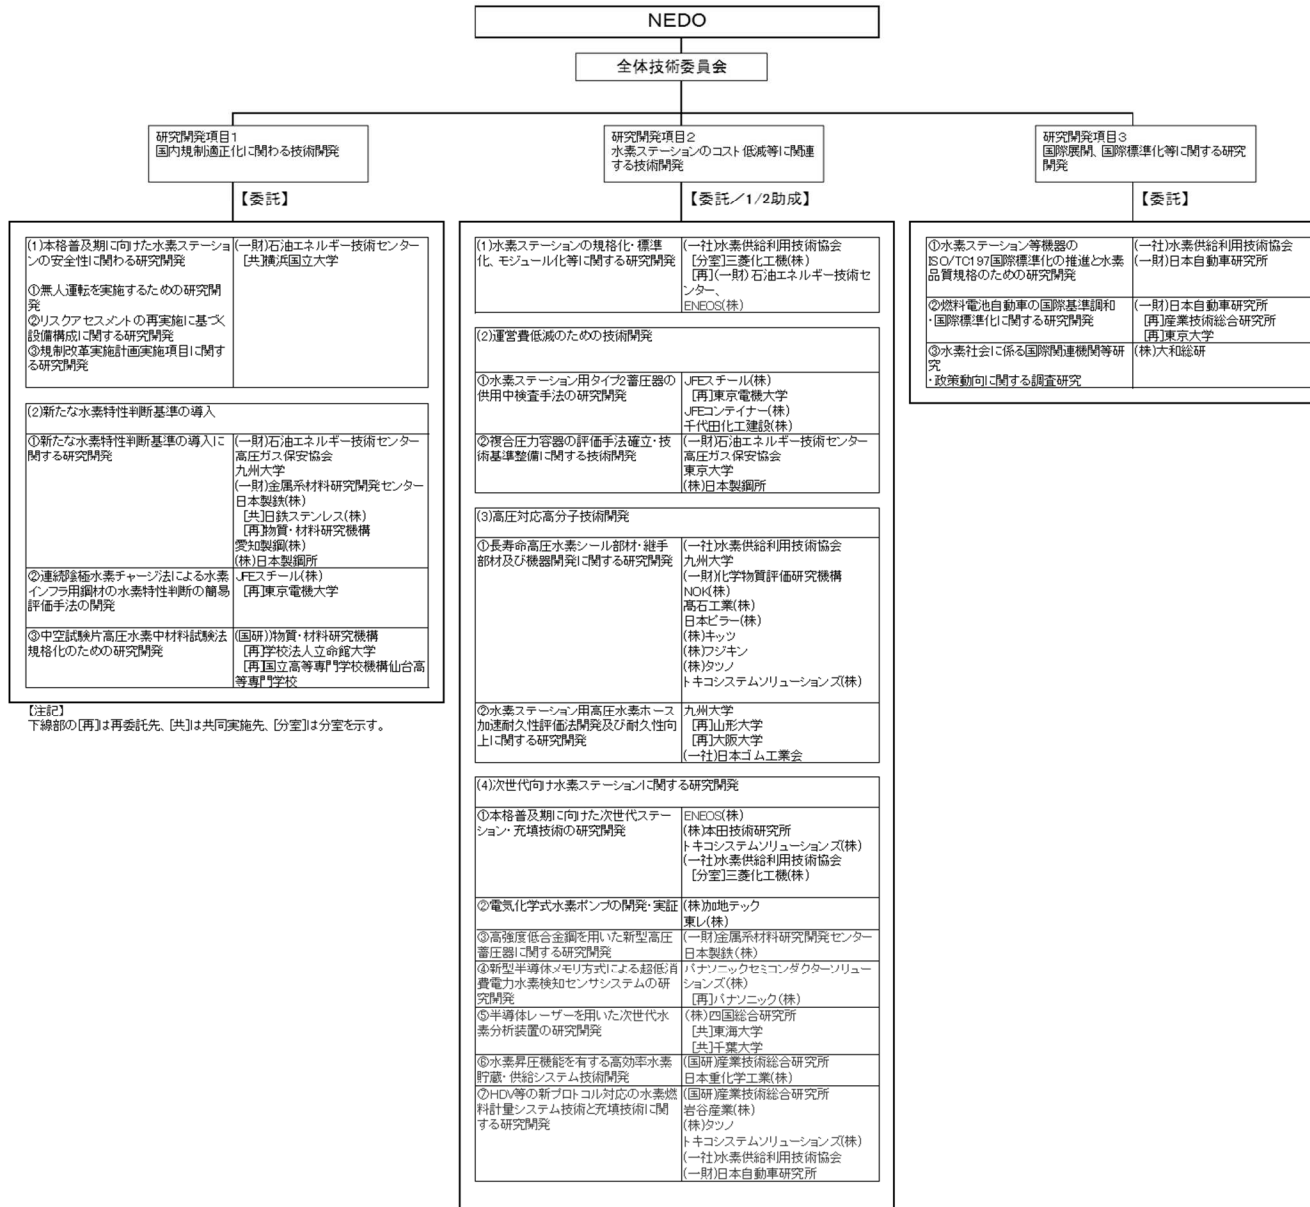 NEDO
全体技術委員会
研究開発項目1
国内規制適正化に関わる技術開発
【委託】
(1)本格普及期に向けた水素ステーショ
ンの安全性に関わる研究開発
①無人運転を実施するための研究開
発
②リスクアセスメントの再実施に基づく
設備構成に関する研究開発
③規制改革実施計画実施項目に関す
る研究開発
(一財)石油エネルギー技術センター
[共]横浜国立大学
(2)新たな水素特性判断基準の導入
①新たな水素特性判断基準の導入に
関する研究開発
(一財)石油エネルギー技術センター
高圧ガス保安協会
九州大学
(一財)金属系材料研究開発センター
日本製鉄(株)
[共]日鉄ステンレス(株)
[再]物質・材料研究機構
愛知製鋼(株)
(株)日本製鋼所
②連続陰極水素チャージ法による水素
インフラ用鋼材の水素特性判断の簡易
評価手法の開発
JFEスチール(株)
[再]東京電機大学
③中空試験片高圧水素中材料試験法
規格化のための研究開発
(国研))物質・材料研究機構
[再]学校法人立命館大学
[再]国立高等専門学校機構仙台高
等専門学校
【注記】
下線部の[再]は再委託先、[共]は共同実施先、[分室]は分室を示す。
研究開発項目2
水素ステーションのコスト低減等に関連
する技術開発
【委託／1/2助成】
(1)水素ステーションの規格化・標準
化、モジュール化等に関する研究開発
(一社)水素供給利用技術協会
[分室]三菱化工機(株)
[再](一財)石油エネルギー技術セ
ンター、
ENEOS(株)
(2)運営費低減のための技術開発
①水素ステーション用タイプ2蓄圧器の
供用中検査手法の研究開発
JFEスチール(株)
[再]東京電機大学
JFEコンテイナー(株)
千代田化工建設(株)
②複合圧力容器の評価手法確立・技
術基準整備に関する技術開発
(一財)石油エネルギー技術センター
高圧ガス保安協会
東京大学
(株)日本製鋼所
(3)高圧対応高分子技術開発
①長寿命高圧水素シール部材・継手
部材及び機器開発に関する研究開発
(一社)水素供給利用技術協会
九州大学
(一財)化学物質評価研究機構
NOK(株)
髙石工業(株)
日本ピラー(株)
(株)キッツ
(株)フジキン
(株)タツノ
トキコシステムソリューションズ(株)
②水素ステーション用高圧水素ホース
加速耐久性評価法開発及び耐久性向
上に関する研究開発
九州大学
[再]山形大学
[再]大阪大学
(一社)日本ゴム工業会
(4)次世代向け水素ステーションに関する研究開発
①本格普及期に向けた次世代ステー
ション・充填技術の研究開発
ENEOS(株)
(株)本田技術研究所
トキコシステムソリューションズ(株)
(一社)水素供給利用技術協会
[分室]三菱化工機(株)
②電気化学式水素ポンプの開発・実証
(株)加地テック
東レ(株)
③高強度低合金鋼を用いた新型高圧
蓄圧器に関する研究開発
(一財)金属系材料研究開発センター
日本製鉄(株)
④新型半導体メモリ方式による超低消
費電力水素検知センサシステムの研
究開発
パナソニックセミコンダクターソリュー
ションズ(株)
[再]パナソニック(株)
⑤半導体レーザーを用いた次世代水
素分析装置の研究開発
(株)四国総合研究所
[共]東海大学
[共]千葉大学
⑥水素昇圧機能を有する高効率水素
貯蔵・供給システム技術開発
(国研)産業技術総合研究所
日本重化学工業(株)
⑦HDV等の新プロトコル対応の水素燃
料計量システム技術と充填技術に関
する研究開発
(国研)産業技術総合研究所
岩谷産業(株)
(株)タツノ
トキコシステムソリューションズ(株)
(一社)水素供給利用技術協会
(一財)日本自動車研究所
研究開発項目3
国際展開、国際標準化等に関する研究
開発
【委託】
①水素ステーション等機器の
ISO/TC197国際標準化の推進と水素
品質規格のための研究開発
(一社)水素供給利用技術協会
(一財)日本自動車研究所
②燃料電池自動車の国際基準調和
・国際標準化に関する研究開発
(一財)日本自動車研究所
[再]産業技術総合研究所
[再]東京大学
③水素社会に係る国際関連機関等研
究
・政策動向に関する調査研究
(株)大和総研